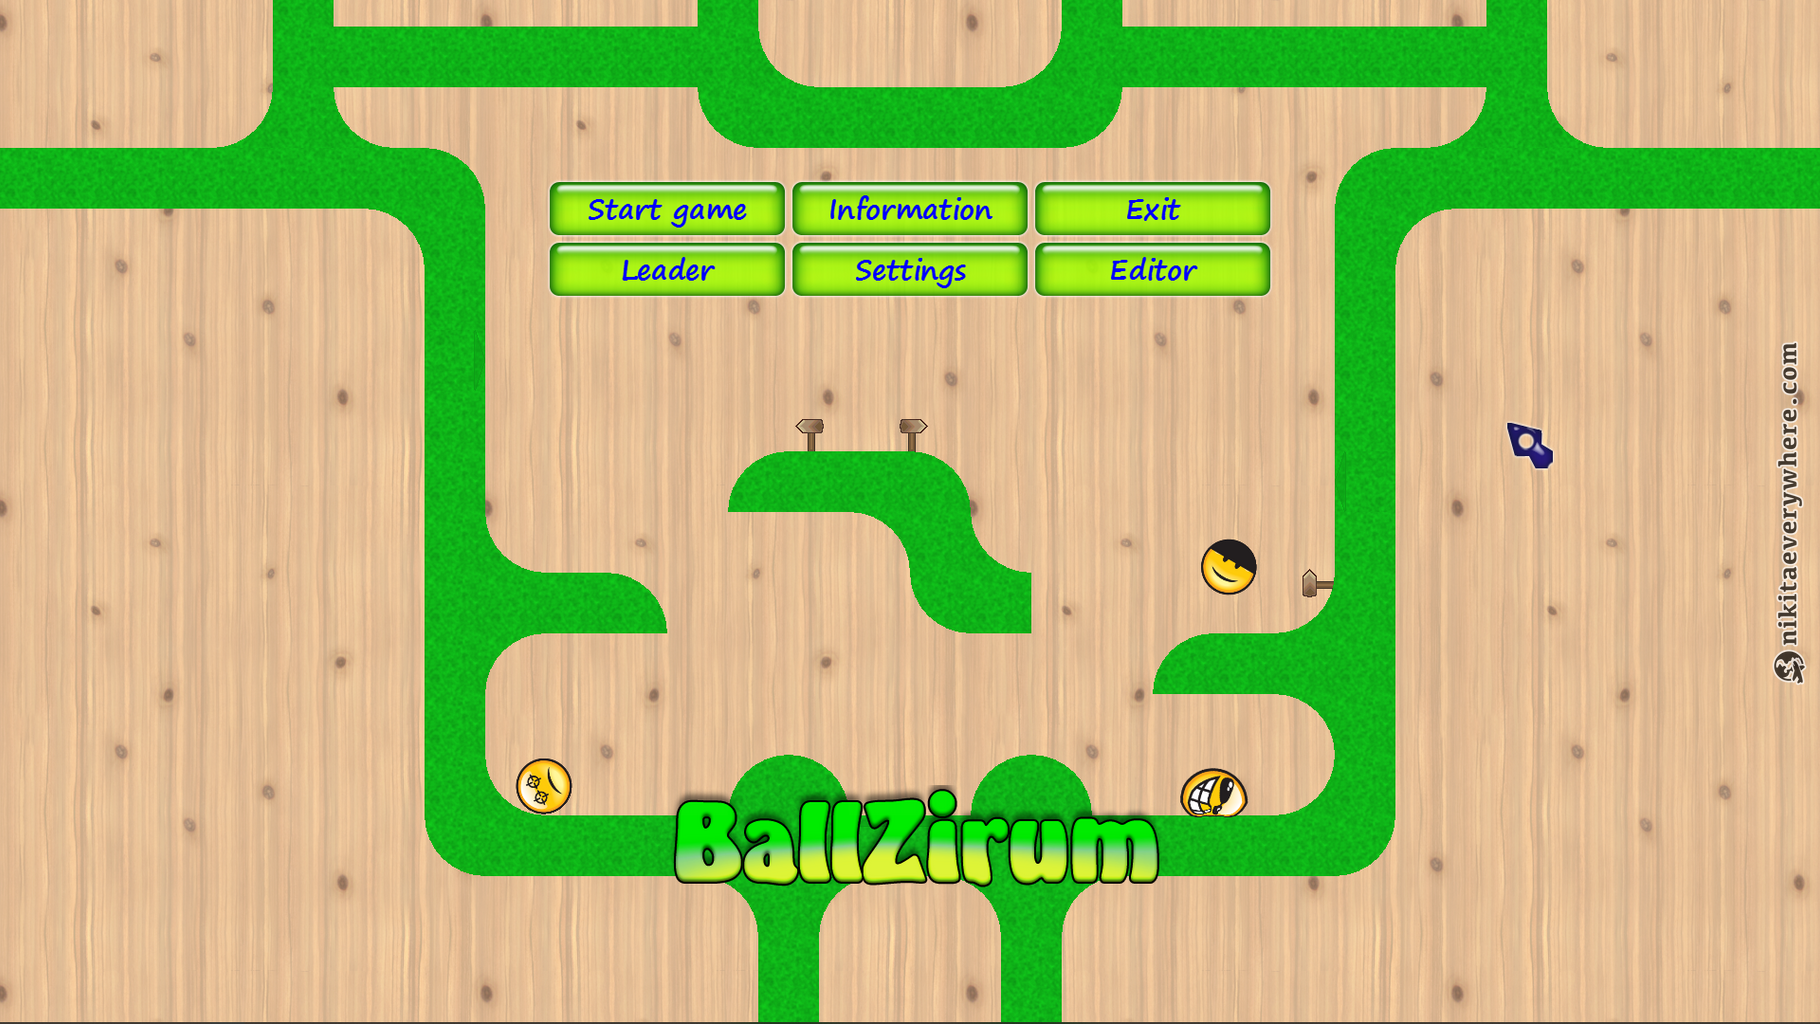 Start game
Information
Exit
Leader
Settings
Editor
BallZirum
nikitaeverywhere.com